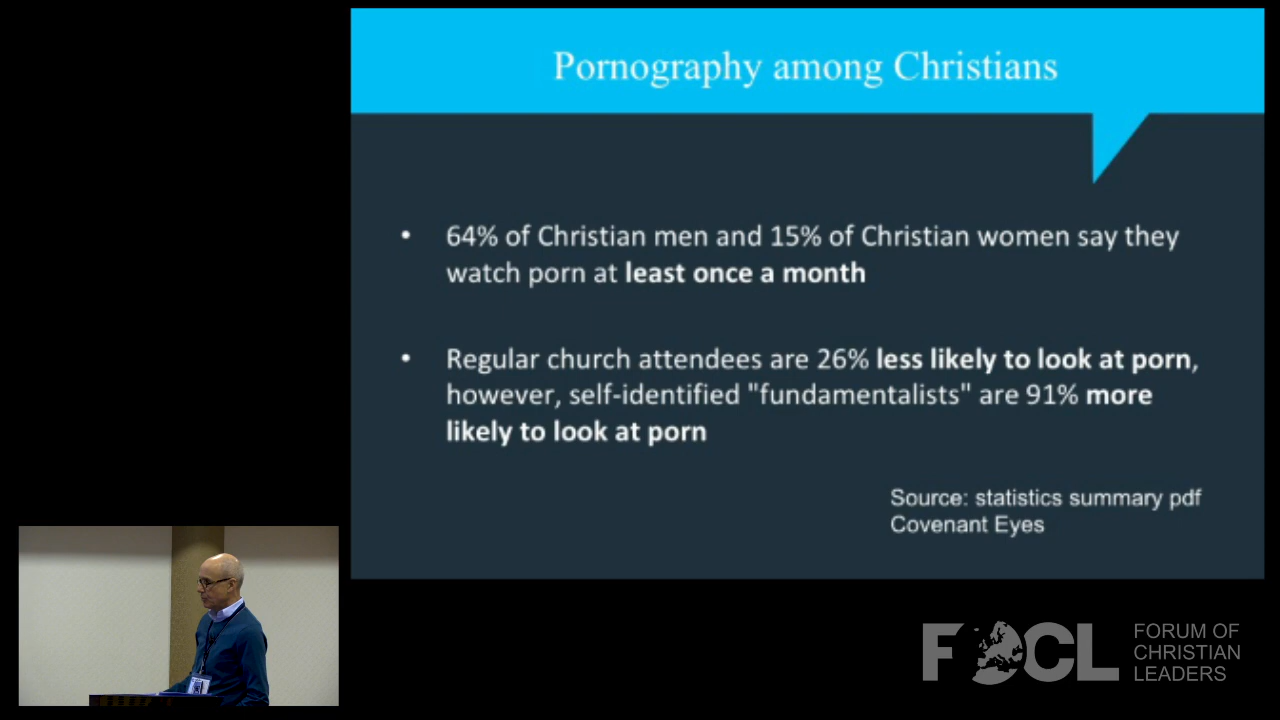 Pornography among Christians
• 64% of Christian men and 15% of Christian women say they
watch porn at least once a month
• Regular church attendees are 26% less likely to look at porn,
however, self-identified "fundamentalists" are 91% more
likely to look at porn
Source: statistics summary pdf
Covenant Eyes
FOCL
FORUM OF
CHRISTIAN
LEADERS